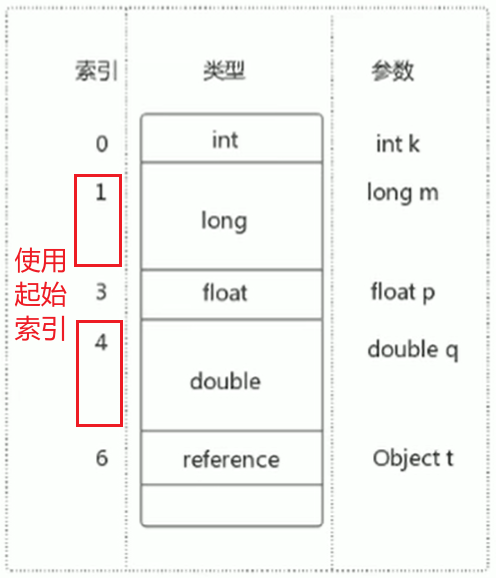 索引 类型 参数
0 int int k
1 long m
long
使用
起始
索引
3 float float p
4 double q
double
6 reference Object t